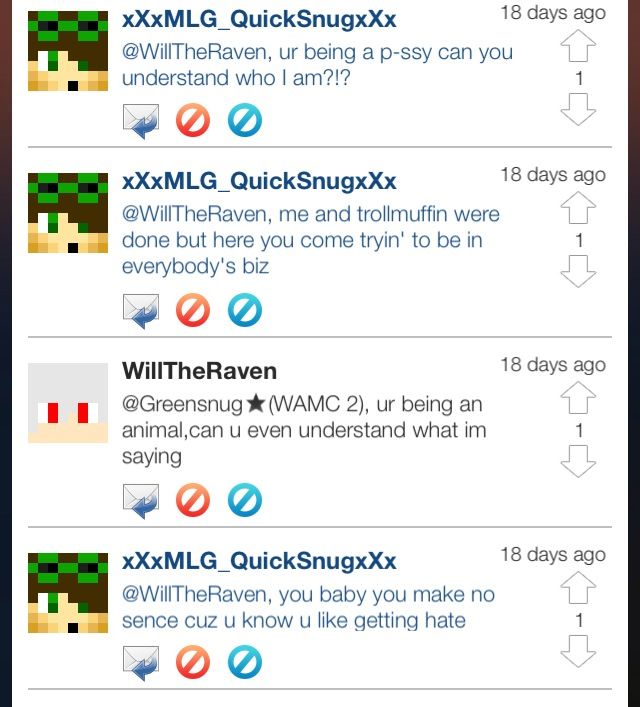 xXxMLG_QuickSnugxXx
18 days ago
@WillTheRaven, ur being a p-ssy can you
understand who I am?!?
1
xXxMLG_QuickSnugxXx
18 days ago
@WillTheRaven, me and trollmuffin were
done but here you come tryin' to be in
everybody's biz
1
WillTheRaven
18 days ago
@Greensnug★(WAMC 2), ur being an
animal,can u even understand what im
saying
1
xXxMLG_QuickSnugxXx
18 days ago
@WillTheRaven, you baby you make no
sence cuz u know u like getting hate
1